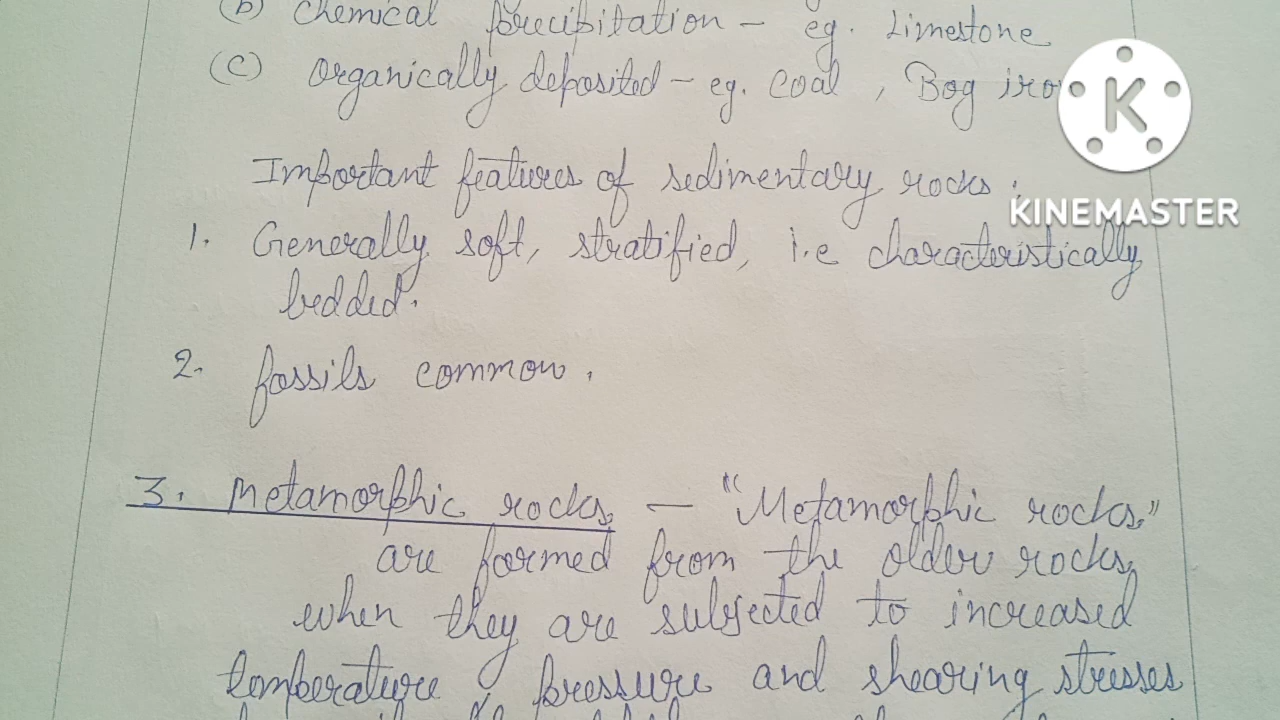 (b) Chemical precipitation – eg. Limestone
(C) Organically deposited – eg. Coal , Bog iron
Important features of sedimentary rocks :
1. Generally soft, stratified, i.e characteristically
bedded.
2. fossils common.
3. Metamorphic rocks — "Metamorphic rocks"
are formed from the older rocks
when they are subjected to increased
temperature, pressure and shearing stresses
K
KINEMASTER